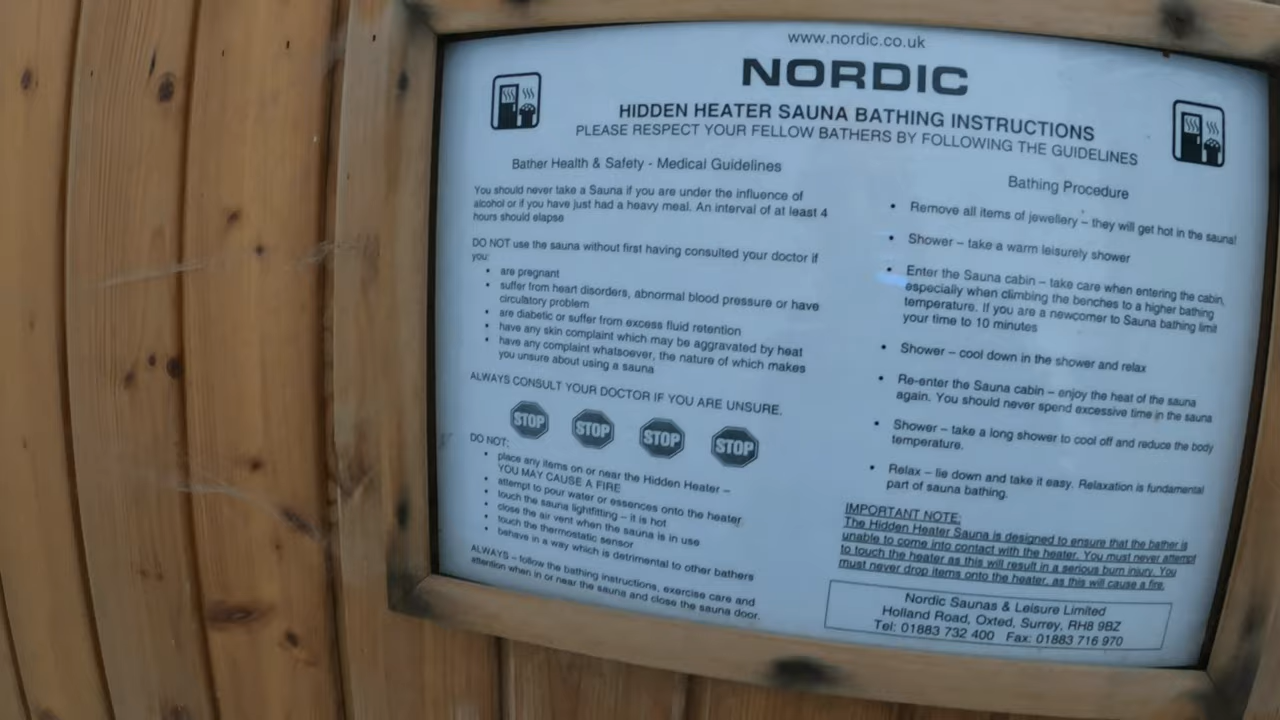 www.nordic.co.uk
NORDIC
HIDDEN HEATER SAUNA BATHING INSTRUCTIONS
PLEASE RESPECT YOUR FELLOW BATHERS BY FOLLOWING THE GUIDELINES
Bather Health & Safety - Medical Guidelines
You should never take a Sauna if you are under the influence of
alcohol or if you have just had a heavy meal. An interval of at least 4
hours should elapse
DO NOT use the sauna without first having consulted your doctor if
you:
• are pregnant
• suffer from heart disorders, abnormal blood pressure or have
circulatory problem
• are diabetic or suffer from excess fluid retention
• have any skin complaint which may be aggravated by heat
• have any complaint whatsoever, the nature of which makes
you unsure about using a sauna
ALWAYS CONSULT YOUR DOCTOR IF YOU ARE UNSURE.
STOP STOP STOP STOP
DO NOT:
• place any items on or near the Hidden Heater –
YOU MAY CAUSE A FIRE
• attempt to pour water or essences onto the heater
• touch the sauna lightfitting – it is hot
• close the air vent when the sauna is in use
• touch the thermostatic sensor
• behave in a way which is detrimental to other bathers
ALWAYS – follow the bathing instructions, exercise care and
attention when in or near the sauna and close the sauna door.
Bathing Procedure
• Remove all items of jewellery – they will get hot in the sauna!
• Shower – take a warm leisurely shower
• Enter the Sauna cabin – take care when entering the cabin,
especially when climbing the benches to a higher bathing
temperature. If you are a newcomer to Sauna bathing limit
your time to 10 minutes
• Shower – cool down in the shower and relax
• Re-enter the Sauna cabin – enjoy the heat of the sauna
again. You should never spend excessive time in the sauna
• Shower – take a long shower to cool off and reduce the body
temperature.
• Relax – lie down and take it easy. Relaxation is fundamental
part of sauna bathing.
IMPORTANT NOTE:
The Hidden Heater Sauna is designed to ensure that the bather is
unable to come into contact with the heater. You must never attempt
to touch the heater as this will result in a serious burn injury. You
must never drop items onto the heater, as this will cause a fire.
Nordic Saunas & Leisure Limited
Holland Road, Oxted, Surrey, RH8 9BZ
Tel: 01883 732 400 Fax: 01883 716 970